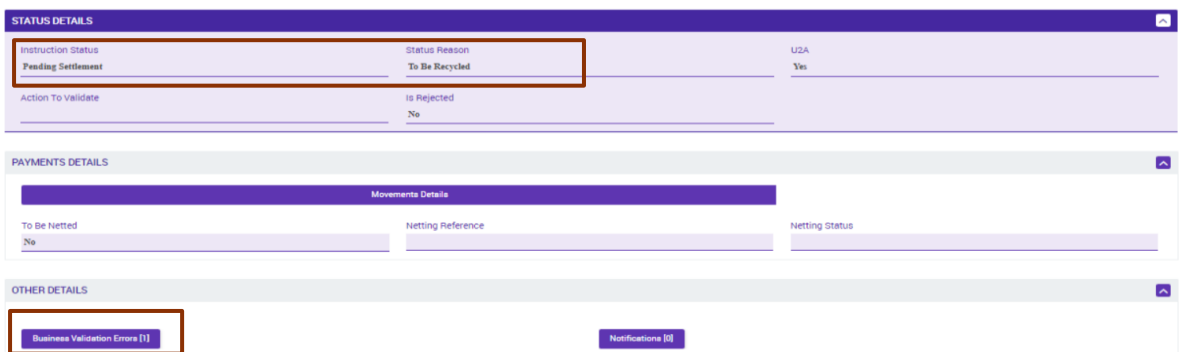 STATUS DETAILS
Instruction Status Status Reason U2A
Pending Settlement To Be Recycled Yes
Action To Validate Is Rejected
No
PAYMENTS DETAILS
Movements Details
To Be Netted Netting Reference Netting Status
No
OTHER DETAILS
Business Validation Errors [1] Notifications [0]